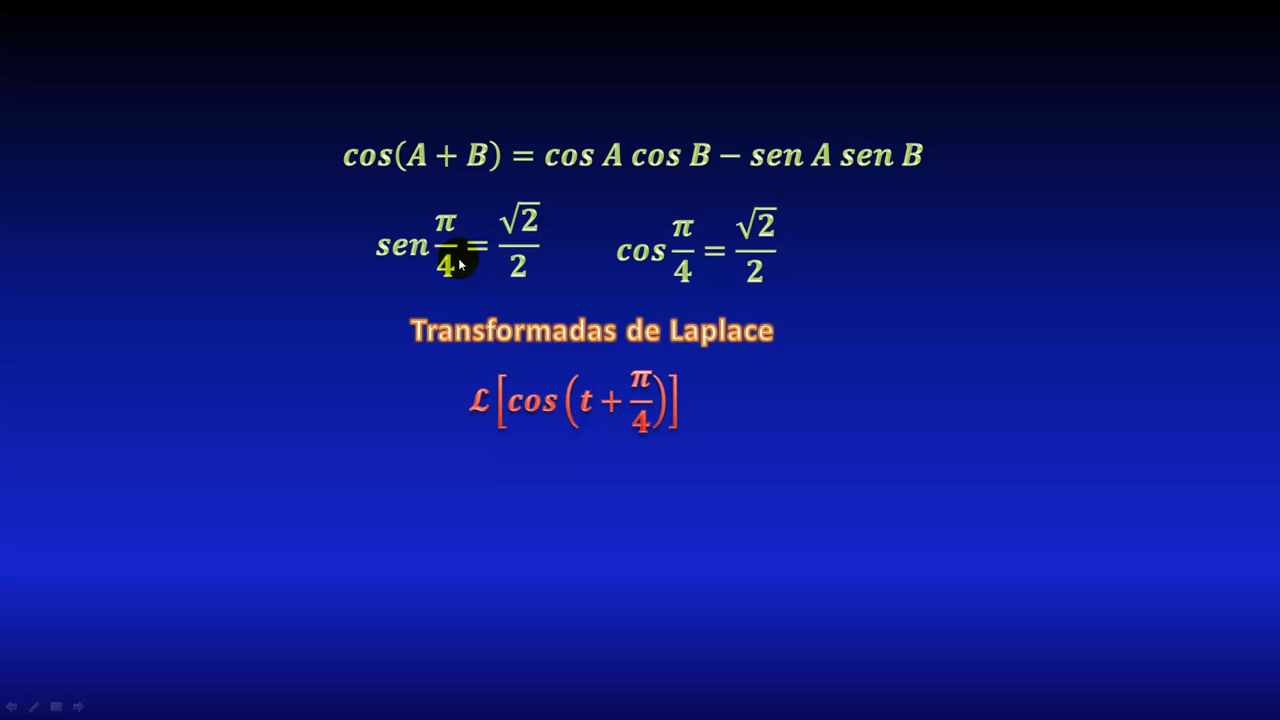 cos(A + B) = cos A cos B − sen A sen B
sen π/4 = √2/2 cos π/4 = √2/2
Transformadas de Laplace
ℒ[cos(t + π/4)]